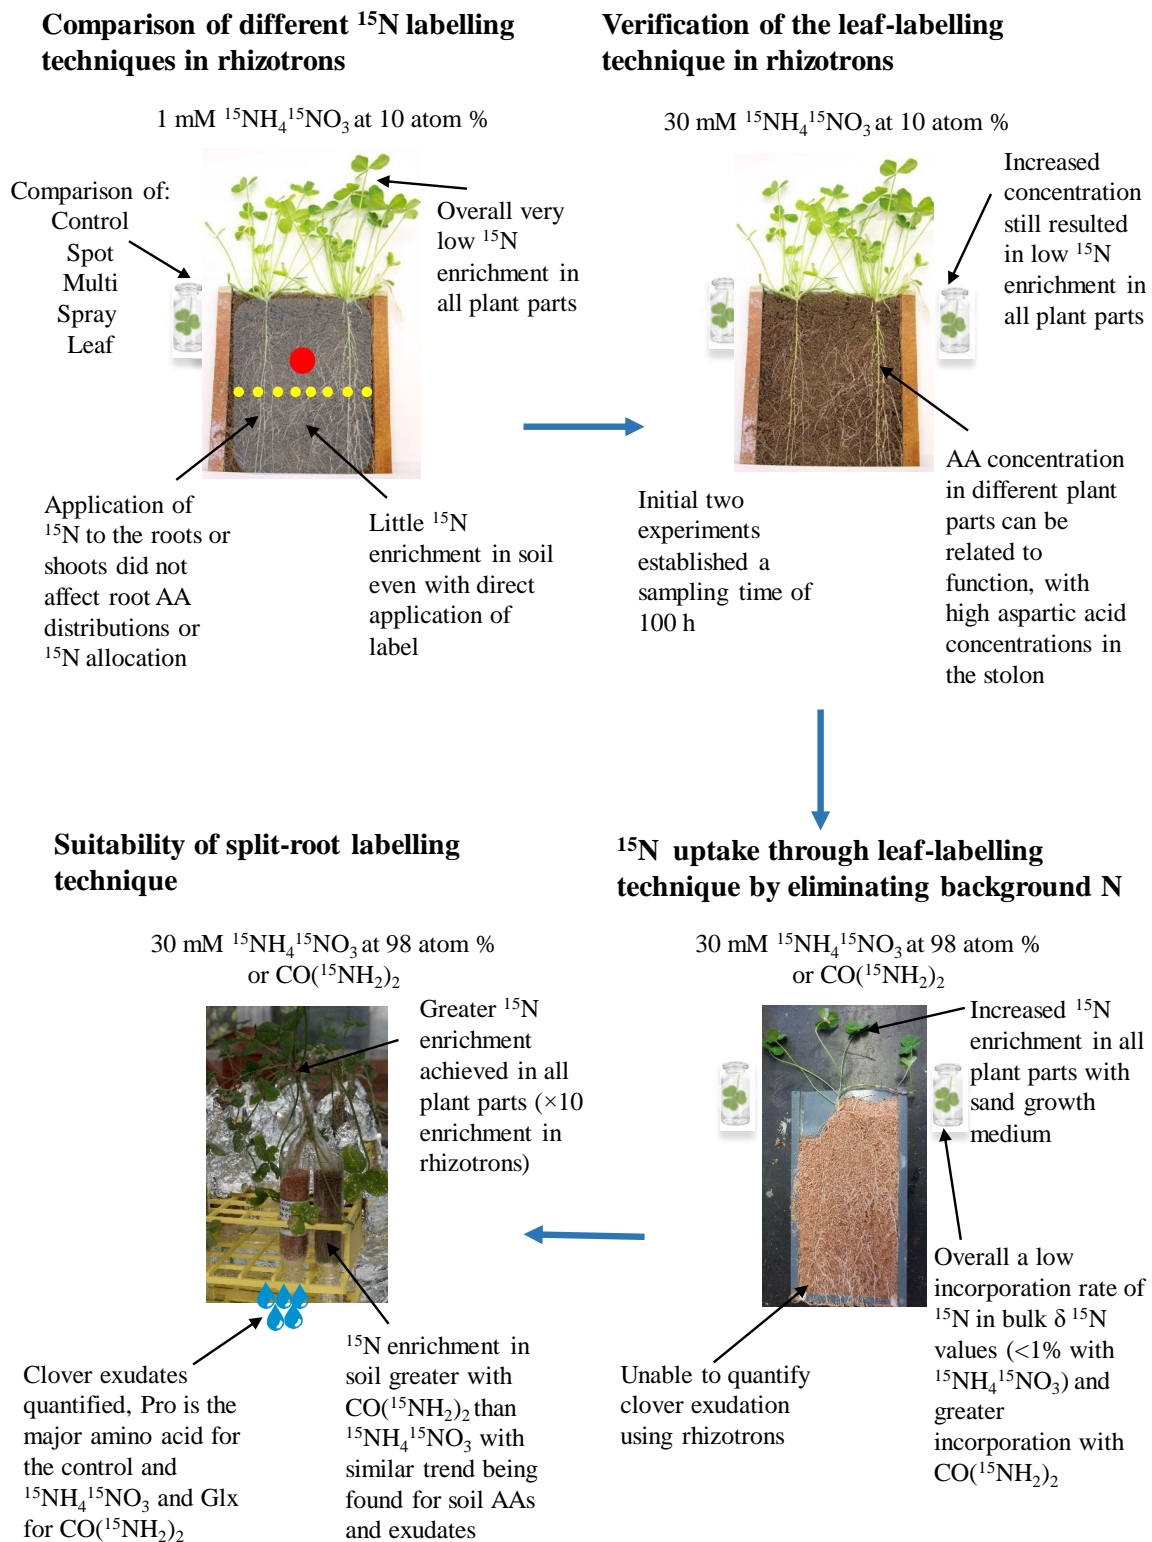 Comparison of different ¹⁵N labelling
techniques in rhizotrons
1 mM ¹⁵NH₄¹⁵NO₃ at 10 atom %
Comparison of:
Control
Spot
Multi
Spray
Leaf
Overall very
low ¹⁵N
enrichment in
all plant parts
Application of
¹⁵N to the roots or
shoots did not
affect root AA
distributions or
¹⁵N allocation
Little ¹⁵N
enrichment in soil
even with direct
application of
label
Verification of the leaf-labelling
technique in rhizotrons
30 mM ¹⁵NH₄¹⁵NO₃ at 10 atom %
Increased
concentration
still resulted
in low ¹⁵N
enrichment in
all plant parts
Initial two
experiments
established a
sampling time of
100 h
AA concentration
in different plant
parts can be
related to
function, with
high aspartic acid
concentrations in
the stolon
¹⁵N uptake through leaf-labelling
technique by eliminating background N
30 mM ¹⁵NH₄¹⁵NO₃ at 98 atom %
or CO(¹⁵NH₂)₂
Increased ¹⁵N
enrichment in all
plant parts with
sand growth
medium
Unable to quantify
clover exudation
using rhizotrons
Overall a low
incorporation rate of
¹⁵N in bulk δ ¹⁵N
values (<1% with
¹⁵NH₄¹⁵NO₃) and
greater
incorporation with
CO(¹⁵NH₂)₂
Suitability of split-root labelling
technique
30 mM ¹⁵NH₄¹⁵NO₃ at 98 atom %
or CO(¹⁵NH₂)₂
Greater ¹⁵N
enrichment
achieved in all
plant parts (×10
enrichment in
rhizotrons)
Clover exudates
quantified, Pro is the
major amino acid for
the control and
¹⁵NH₄¹⁵NO₃ and Glx
for CO(¹⁵NH₂)₂
¹⁵N enrichment in
soil greater with
CO(¹⁵NH₂)₂ than
¹⁵NH₄¹⁵NO₃ with
similar trend being
found for soil AAs
and exudates